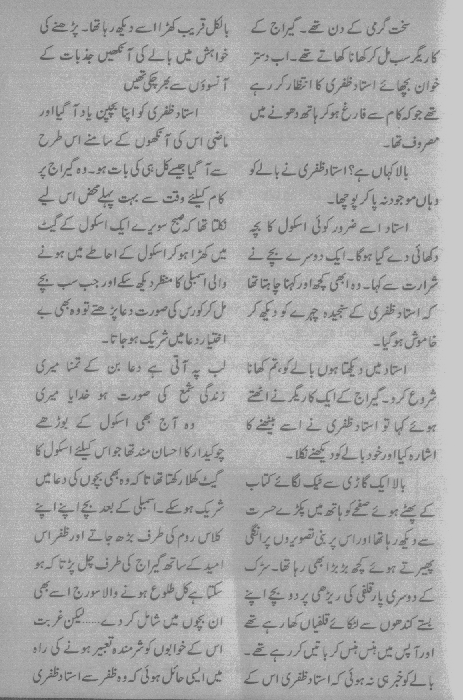 سخت گرمی کے دن تھے۔ گیراج کے
کاریگر سب مل کر کھانا کھاتے تھے۔ اب دستر
خوان بچھائے استاد ظفری کا انتظار کر رہے
تھے جو کہ کام سے فارغ ہو کر ہاتھ دھونے میں
مصروف تھا۔
بالا کہاں ہے؟ استاد ظفری نے بالے کو
وہاں موجود نہ پا کر پوچھا۔
استاد اسے ضرور کوئی اسکول کا بچہ
دکھائی دے گیا ہوگا۔ ایک دوسرے بچے نے
شرارت سے کہا۔ وہ ابھی کچھ اور کہنا چاہتا تھا
کہ استاد ظفری کے سنجیدہ چہرے کو دیکھ کر
خاموش ہو گیا۔
استاد میں دیکھتا ہوں بالے کو، تم کھانا
شروع کرو۔ گیراج کے ایک کاریگر نے اٹھتے
ہوئے کہا تو استاد ظفری نے اسے بیٹھنے کا
اشارہ کیا اور خود بالے کو دیکھنے نکلا۔
بالا ایک گاڑی سے ٹیک لگائے کتاب
کے پھٹے ہوئے صفحے کو ہاتھ میں پکڑے حسرت
سے دیکھ رہا تھا اور اس پر بنی تصویروں پر انگلی
پھیرتے ہوئے کچھ بڑبڑا بھی رہا تھا۔ سڑک
کے دوسری پار قلفی کی ریڑھی پر دو بچے اپنے
بستے کندھوں سے لٹکائے قلفیاں کھا رہے تھے
اور آپس میں ہنس ہنس کر باتیں کر رہے تھے۔
بالے کو خبر ہی نہ ہوئی کہ استاد ظفری اس کے
بالکل قریب کھڑا اسے دیکھ رہا تھا۔ پڑھنے کی
خواہش میں بالے کی آنکھیں جذبات کے
آنسوؤں سے بھر چکی تھیں
استاد ظفری کو اپنا بچپن یاد آ گیا اور
ماضی اس کی آنکھوں کے سامنے اس طرح
سے آ گیا جیسے کل ہی کی بات ہو۔ وہ گیراج پر
کام کیلئے وقت سے بہت پہلے محض اس لیے
نکلتا تھا کہ صبح سویرے ایک اسکول کے گیٹ
میں کھڑا ہو کر اسکول کے احاطے میں ہونے
والی اسمبلی کا منظر دیکھ سکے اور جب سب بچے
مل کر کورس کی صورت دعا پڑھتے تو وہ بھی بے
اختیار دعا میں شریک ہو جاتا۔
لب پہ آتی ہے دعا بن کے تمنا میری
زندگی شمع کی صورت ہو خدایا میری
وہ آج بھی اسکول کے بوڑھے
چوکیدار کا احسان مند تھا جو اس کیلئے اسکول کا
گیٹ کھلا رکھتا تھا تاکہ وہ بھی بچوں کی دعا میں
شریک ہو سکے۔ اسمبلی کے بعد بچے اپنے اپنے
کلاس روم کی طرف بڑھ جاتے اور ظفر اس
امید کے ساتھ گیراج کی طرف چل پڑتا کہ ہو
سکتا ہے کل طلوع ہونے والا سورج اسے بھی
ان بچوں میں شامل کر دے.....لیکن غربت
اس کے خوابوں کو شرمندہ تعبیر ہونے کی راہ
میں ایسی حائل ہوئی کہ وہ ظفر سے استاد ظفری